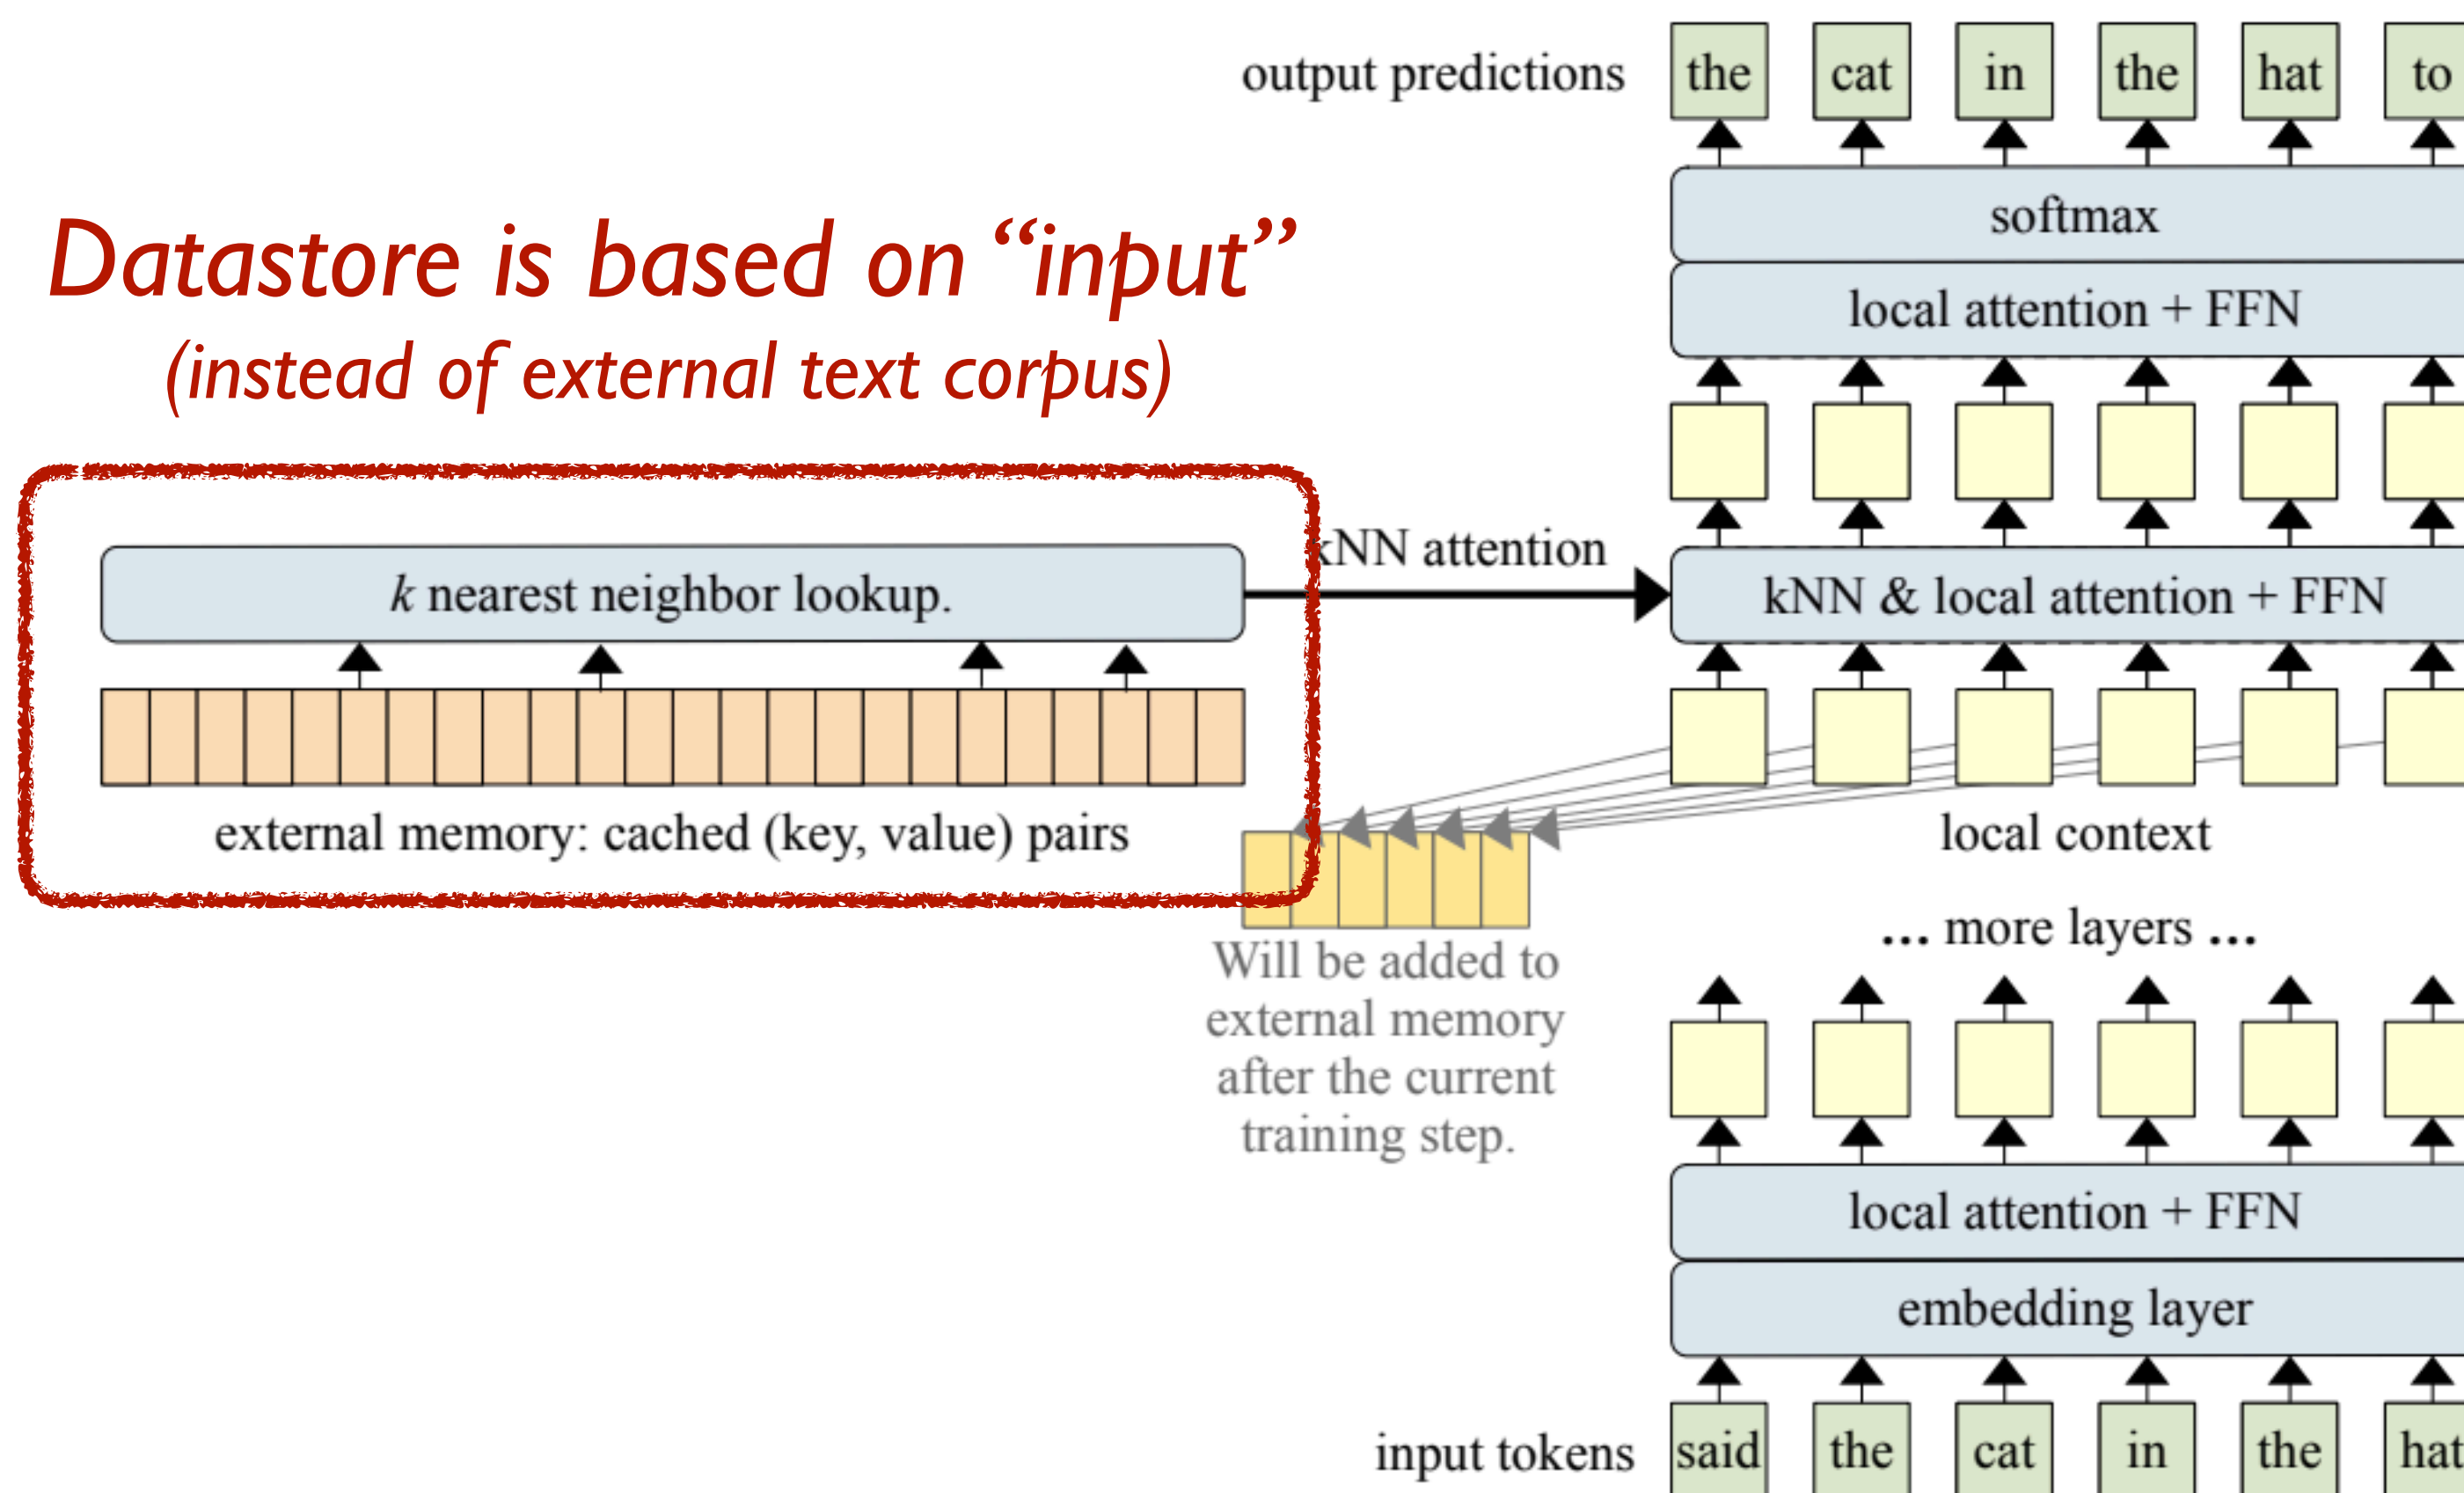 output predictions the cat in the hat to
softmax
Datastore is based on “input”
local attention + FFN
(instead of external text corpus)
kNN attention
k nearest neighbor lookup.
kNN & local attention + FFN
external memory: cached (key, value) pairs
local context
... more layers ...
Will be added to
external memory
after the current
training step.
local attention + FFN
embedding layer
input tokens said the cat in the hat